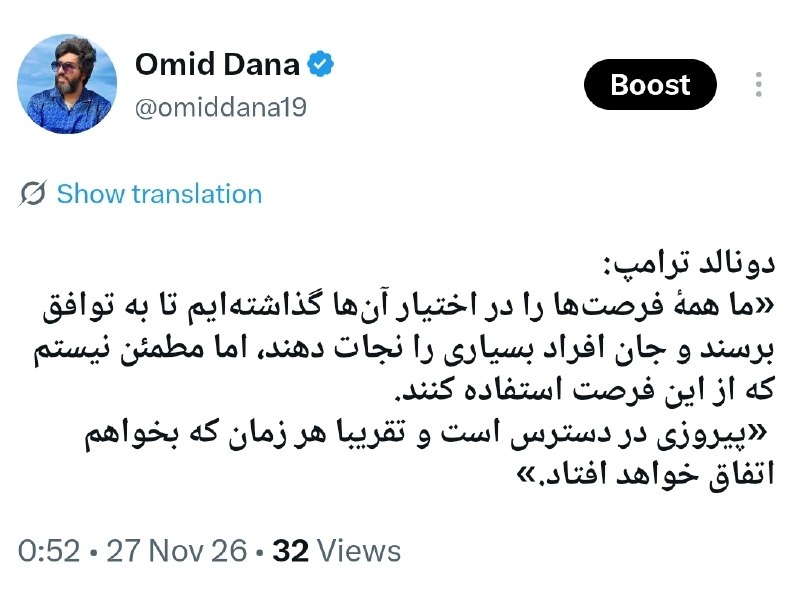 Omid Dana
@omiddana19
Boost
Show translation
دونالد ترامپ:
«ما همهٔ فرصت‌ها را در اختیار آن‌ها گذاشته‌ایم تا به توافق
برسند و جان افراد بسیاری را نجات دهند، اما مطمئن نیستم
که از این فرصت استفاده کنند.
«پیروزی در دسترس است و تقریبا هر زمان که بخواهم
اتفاق خواهد افتاد.»
0:52 • 27 Nov 26 • 32 Views